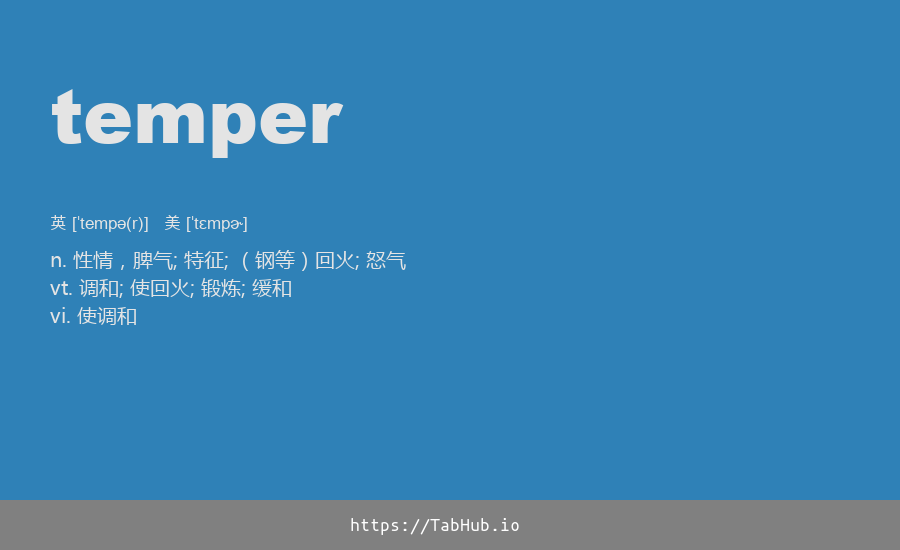 temper
英 [ˈtempə(r)] 美 [ˈtɛmpɚ]
n. 性情，脾气; 特征; （钢等）回火; 怒气
vt. 调和; 使回火; 锻炼; 缓和
vi. 使调和
https://TabHub.io